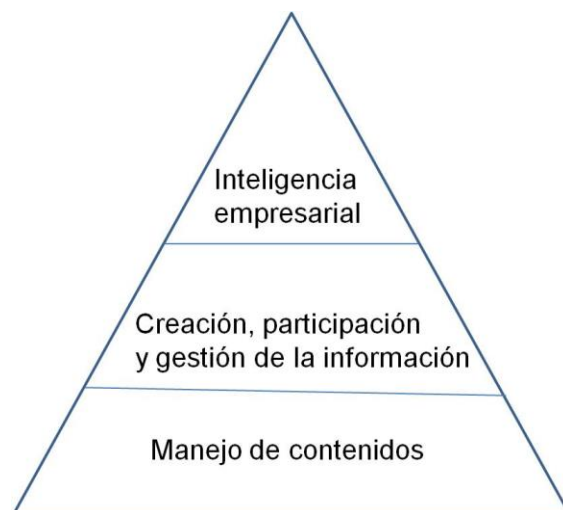 Inteligencia
empresarial
Creación, participación
y gestión de la información
Manejo de contenidos